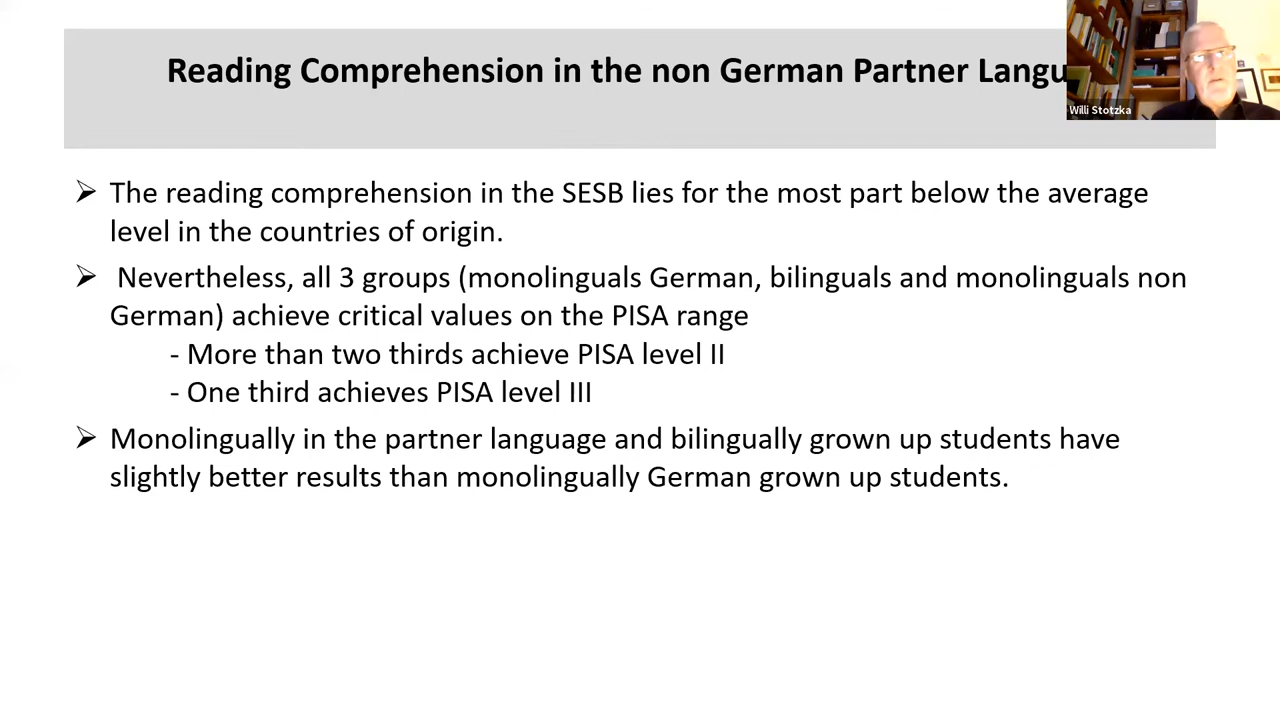 Reading Comprehension in the non German Partner Langu
Willi Stotzka
➢ The reading comprehension in the SESB lies for the most part below the average
level in the countries of origin.
➢ Nevertheless, all 3 groups (monolinguals German, bilinguals and monolinguals non
German) achieve critical values on the PISA range
- More than two thirds achieve PISA level II
- One third achieves PISA level III
➢ Monolingually in the partner language and bilingually grown up students have
slightly better results than monolingually German grown up students.